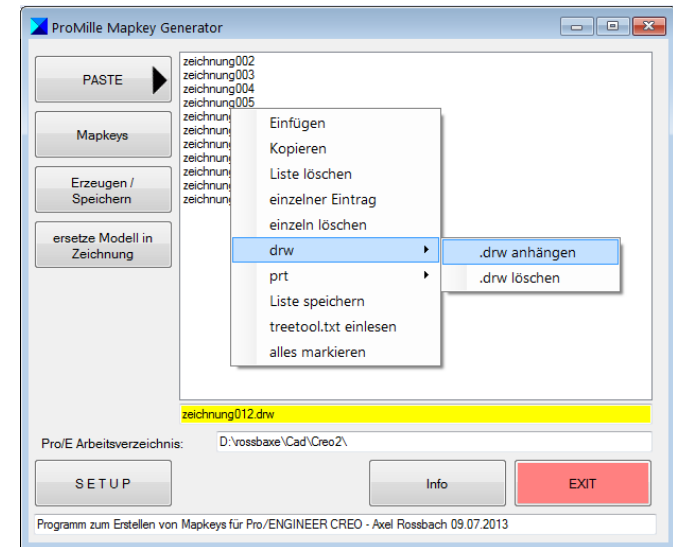 ProMille Mapkey Generator
PASTE
Mapkeys
Erzeugen /
Speichern
ersetze Modell in
Zeichnung
zeichnung002
zeichnung003
zeichnung004
zeichnung005
Einfügen
Kopieren
Liste löschen
einzelner Eintrag
einzeln löschen
drw
prt
Liste speichern
treetool.txt einlesen
alles markieren
.drw anhängen
.drw löschen
zeichnung012.drw
Pro/E Arbeitsverzeichnis:
D:\rossbaxe\Cad\Creo2\
SETUP
Info
EXIT
Programm zum Erstellen von Mapkeys für Pro/ENGINEER CREO - Axel Rossbach 09.07.2013